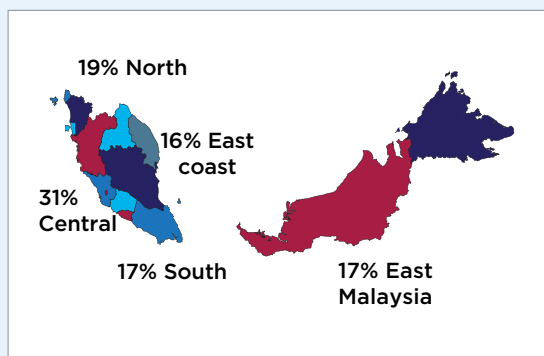 19% North
16% East
coast
31%
Central
17% South
17% East
Malaysia